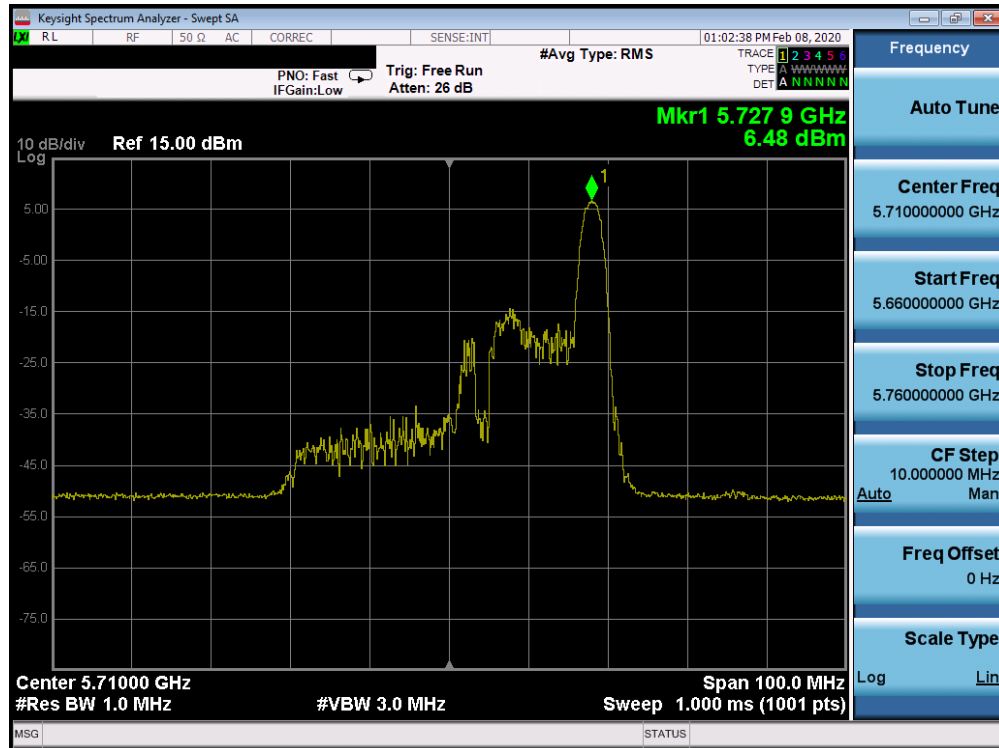 Keysight Spectrum Analyzer - Swept SA
LXI RL RF 50 Ω AC CORREC SENSE:INT 01:02:38 PM Feb 08, 2020
#Avg Type: RMS
TRACE 1 2 3 4 5 6
TYPE A WWWWW
DET A N N N N N
PNO: Fast
IFGain:Low
Trig: Free Run
Atten: 26 dB
Mkr1 5.727 9 GHz
6.48 dBm
10 dB/div
Log
Ref 15.00 dBm
1
5.00
-5.00
-15.0
-25.0
-35.0
-45.0
-55.0
-65.0
-75.0
Center 5.71000 GHz
Span 100.0 MHz
#Res BW 1.0 MHz
#VBW 3.0 MHz
Sweep 1.000 ms (1001 pts)
MSG
STATUS
Frequency
Auto Tune
Center Freq
5.710000000 GHz
Start Freq
5.660000000 GHz
Stop Freq
5.760000000 GHz
CF Step
10.000000 MHz
Auto Man
Freq Offset
0 Hz
Scale Type
Log Lin